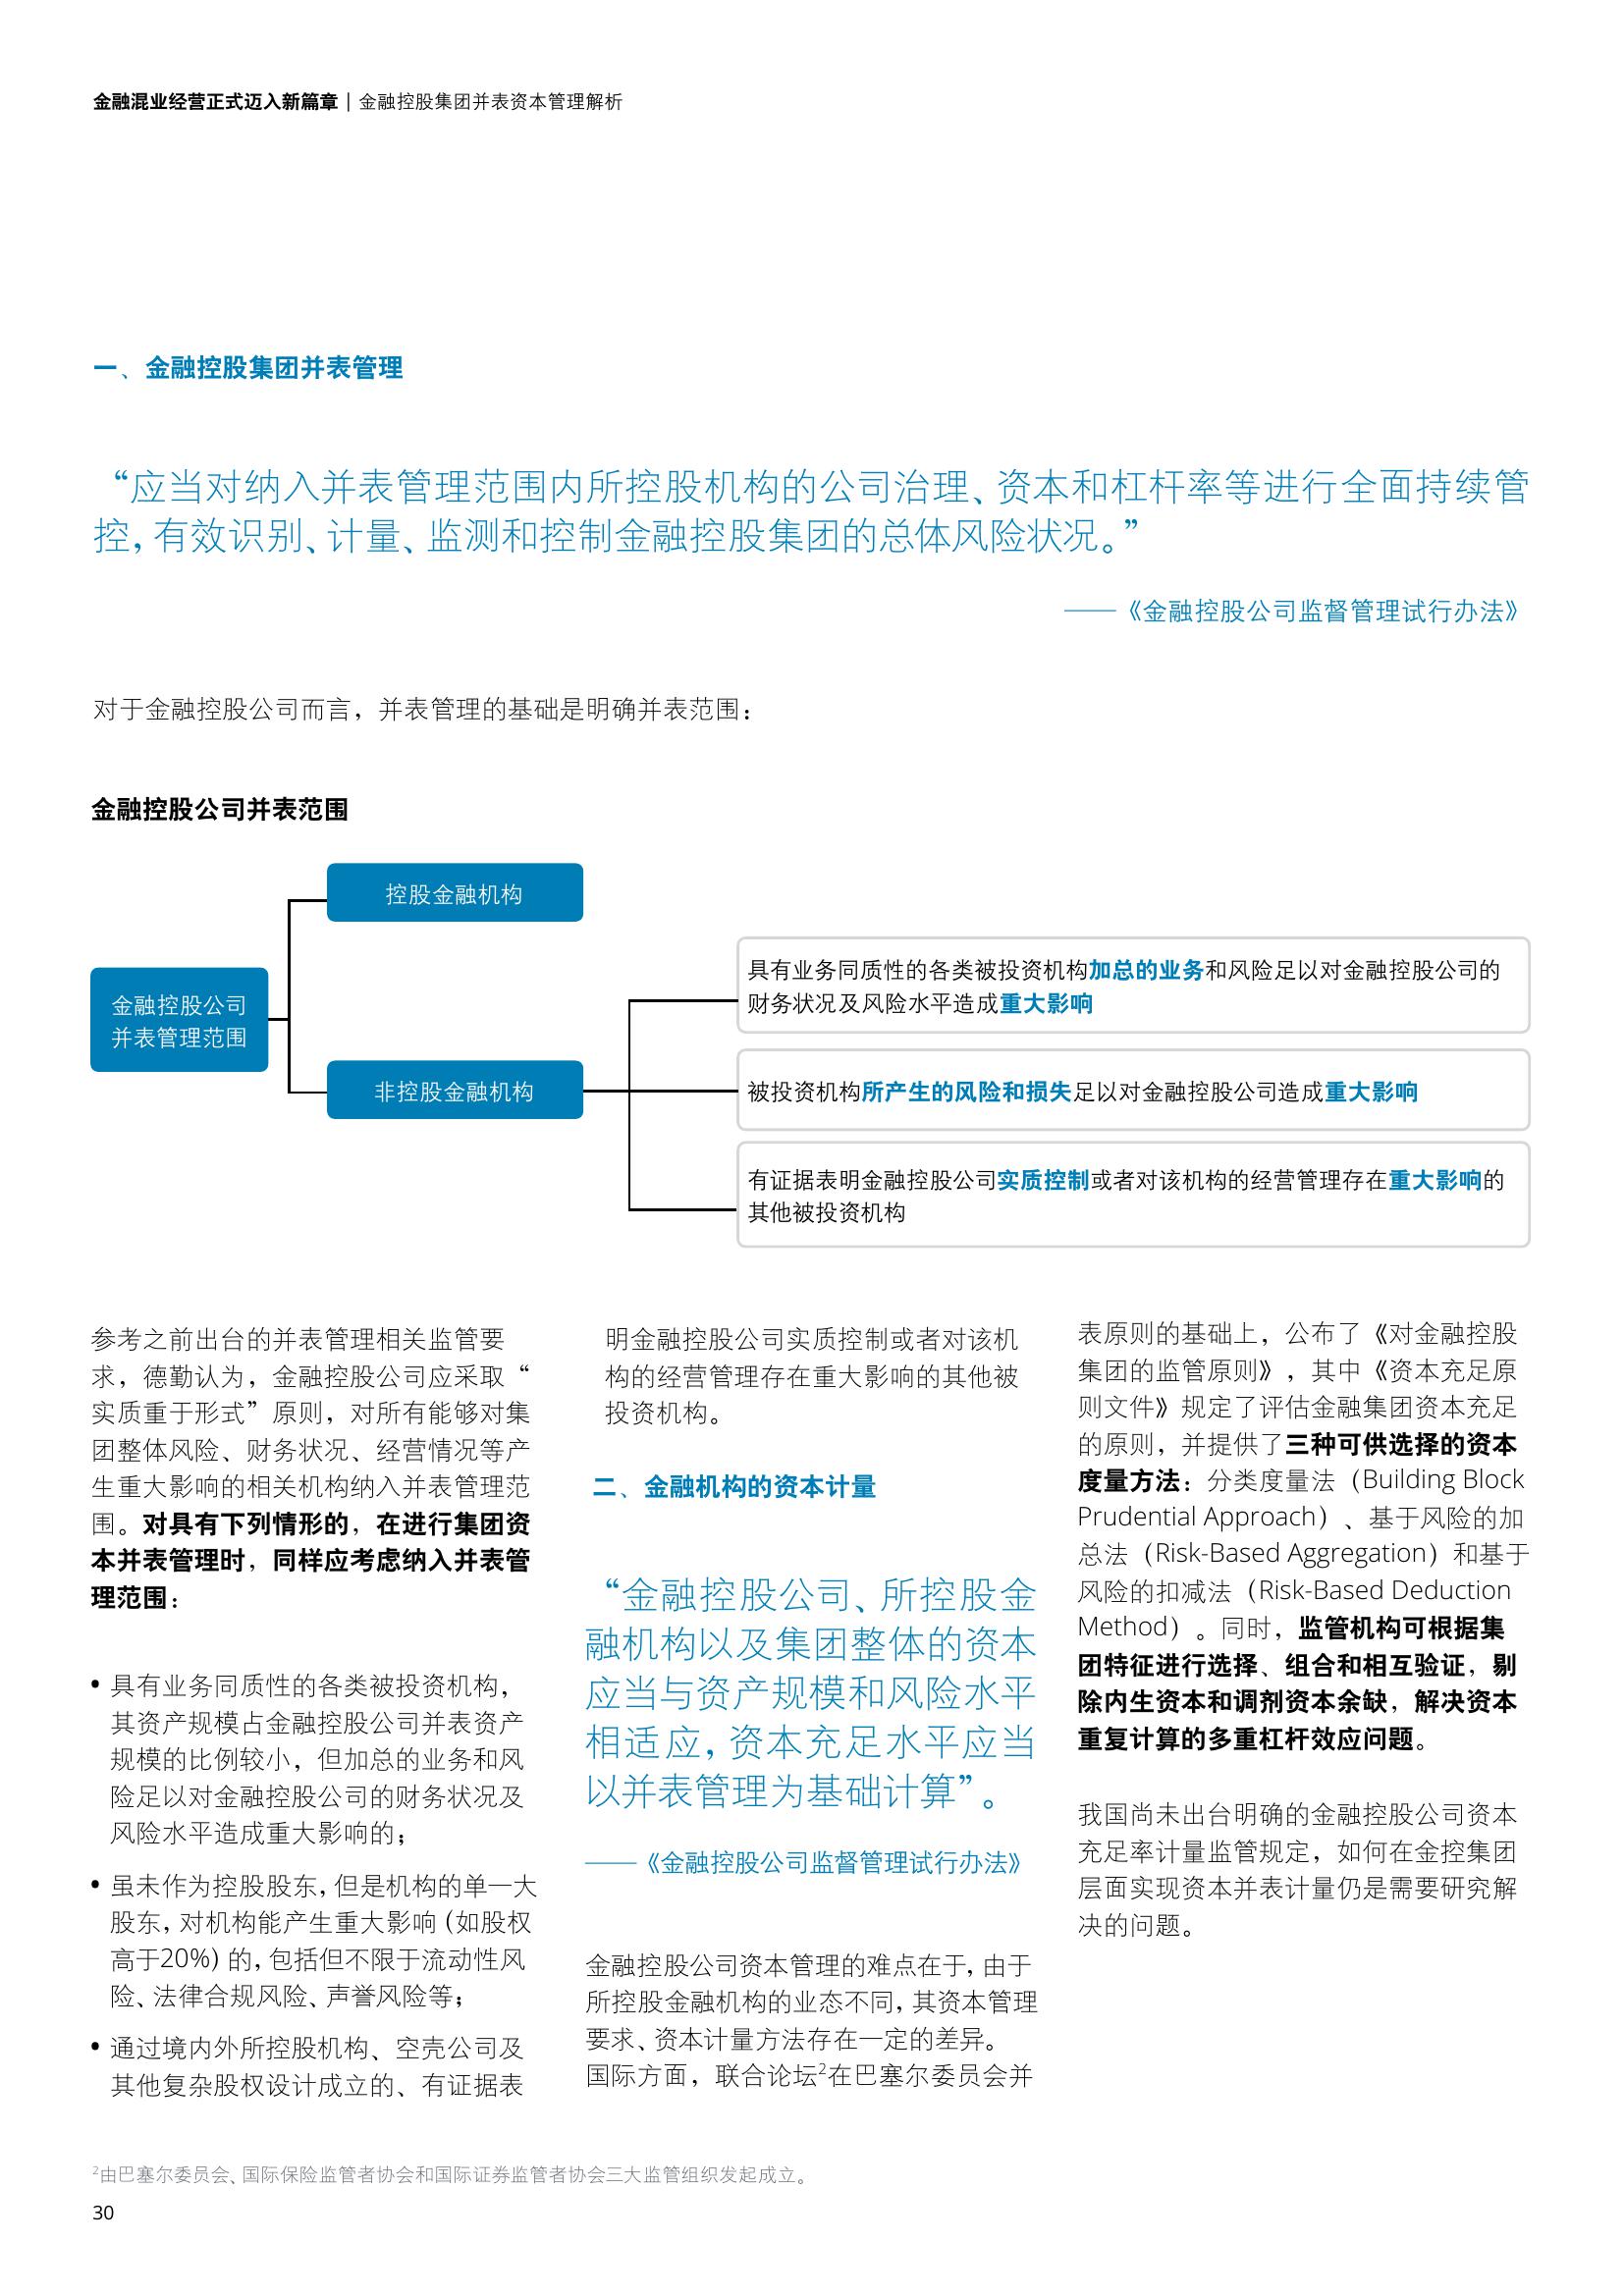 金融混业经营正式迈入新篇章 | 金融控股集团并表资本管理解析
一、金融控股集团并表管理
“应当对纳入并表管理范围内所控股机构的公司治理、资本和杠杆率等进行全面持续管
控，有效识别、计量、监测和控制金融控股集团的总体风险状况。”
——《金融控股公司监督管理试行办法》
对于金融控股公司而言，并表管理的基础是明确并表范围：
金融控股公司并表范围
金融控股公司
并表管理范围
控股金融机构
非控股金融机构
具有业务同质性的各类被投资机构加总的业务和风险足以对金融控股公司的
财务状况及风险水平造成重大影响
被投资机构所产生的风险和损失足以对金融控股公司造成重大影响
有证据表明金融控股公司实质控制或者对该机构的经营管理存在重大影响的
其他被投资机构
参考之前出台的并表管理相关监管要
求，德勤认为，金融控股公司应采取“
实质重于形式”原则，对所有能够对集
团整体风险、财务状况、经营情况等产
生重大影响的相关机构纳入并表管理范
围。对具有下列情形的，在进行集团资
本并表管理时，同样应考虑纳入并表管
理范围：
• 具有业务同质性的各类被投资机构，
其资产规模占金融控股公司并表资产
规模的比例较小，但加总的业务和风
险足以对金融控股公司的财务状况及
风险水平造成重大影响的；
• 虽未作为控股股东，但是机构的单一大
股东，对机构能产生重大影响（如股权
高于20%）的，包括但不限于流动性风
险、法律合规风险、声誉风险等；
• 通过境内外所控股机构、空壳公司及
其他复杂股权设计成立的、有证据表
明金融控股公司实质控制或者对该机
构的经营管理存在重大影响的其他被
投资机构。
二、金融机构的资本计量
“金融控股公司、所控股金
融机构以及集团整体的资本
应当与资产规模和风险水平
相适应，资本充足水平应当
以并表管理为基础计算”。
——《金融控股公司监督管理试行办法》
金融控股公司资本管理的难点在于，由于
所控股金融机构的业态不同，其资本管理
要求、资本计量方法存在一定的差异。
国际方面，联合论坛2在巴塞尔委员会并
表原则的基础上，公布了《对金融控股
集团的监管原则》，其中《资本充足原
则文件》规定了评估金融集团资本充足
的原则，并提供了三种可供选择的资本
度量方法：分类度量法（Building Block
Prudential Approach）、基于风险的加
总法（Risk-Based Aggregation）和基于
风险的扣减法（Risk-Based Deduction
Method）。同时，监管机构可根据集
团特征进行选择、组合和相互验证，剔
除内生资本和调剂资本余缺，解决资本
重复计算的多重杠杆效应问题。
我国尚未出台明确的金融控股公司资本
充足率计量监管规定，如何在金控集团
层面实现资本并表计量仍是需要研究解
决的问题。
2由巴塞尔委员会、国际保险监管者协会和国际证券监管者协会三大监管组织发起成立。
30